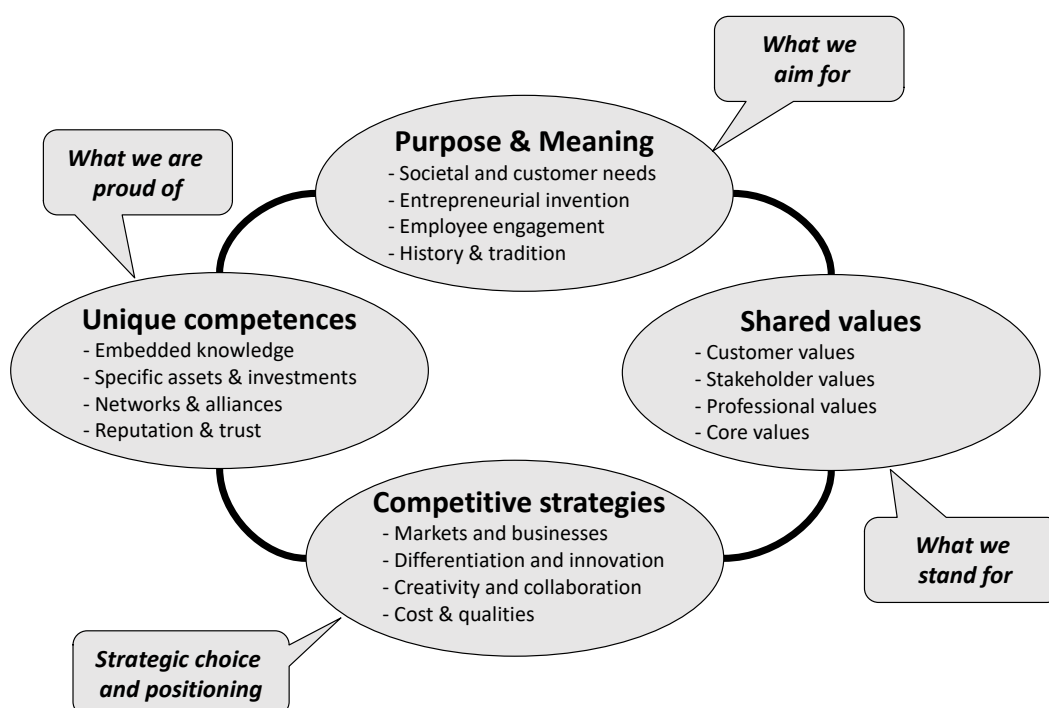 What we
aim for
Purpose & Meaning
- Societal and customer needs
- Entrepreneurial invention
- Employee engagement
- History & tradition
What we are
proud of
Unique competences
- Embedded knowledge
- Specific assets & investments
- Networks & alliances
- Reputation & trust
Shared values
- Customer values
- Stakeholder values
- Professional values
- Core values
What we
stand for
Competitive strategies
- Markets and businesses
- Differentiation and innovation
- Creativity and collaboration
- Cost & qualities
Strategic choice
and positioning